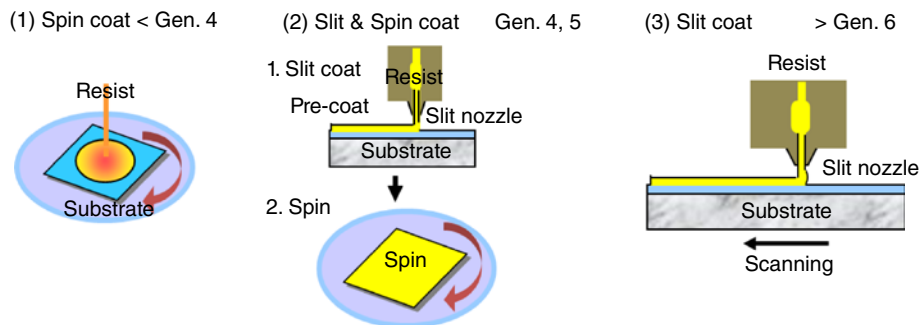 (1) Spin coat < Gen. 4
Resist
Substrate
(2) Slit & Spin coat Gen. 4, 5
1. Slit coat
Resist
Pre-coat
Slit nozzle
Substrate
2. Spin
Spin
(3) Slit coat > Gen. 6
Resist
Slit nozzle
Substrate
Scanning